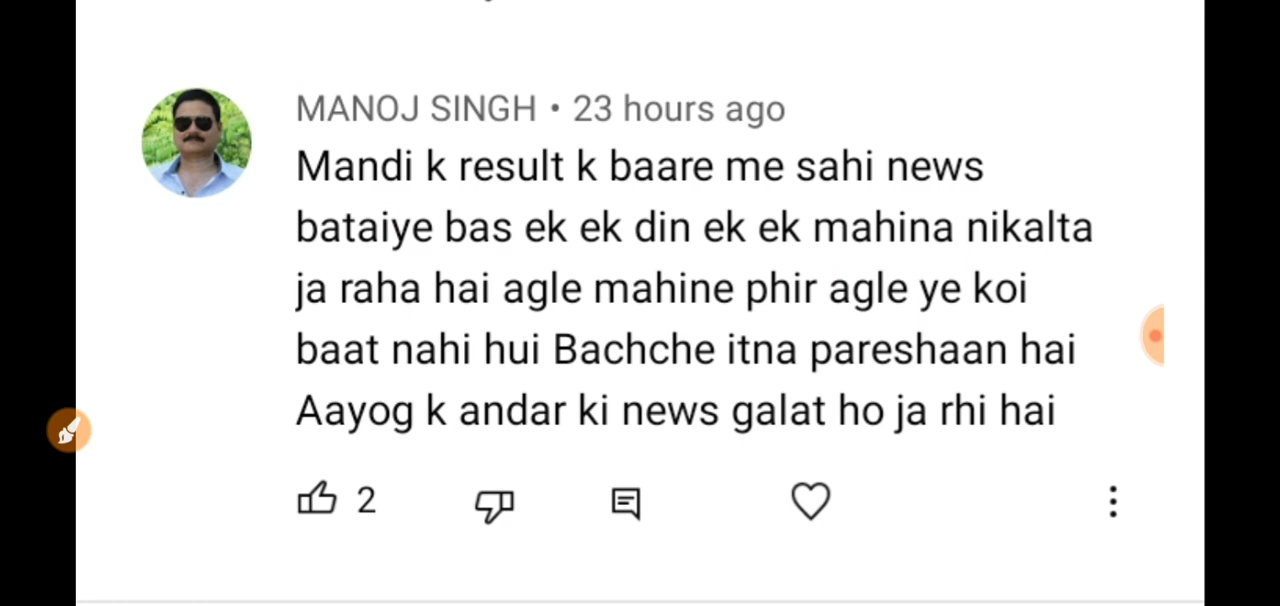 MANOJ SINGH • 23 hours ago
Mandi k result k baare me sahi news
bataiye bas ek ek din ek ek mahina nikalta
ja raha hai agle mahine phir agle ye koi
baat nahi hui Bachche itna pareshaan hai
Aayog k andar ki news galat ho ja rhi hai
2